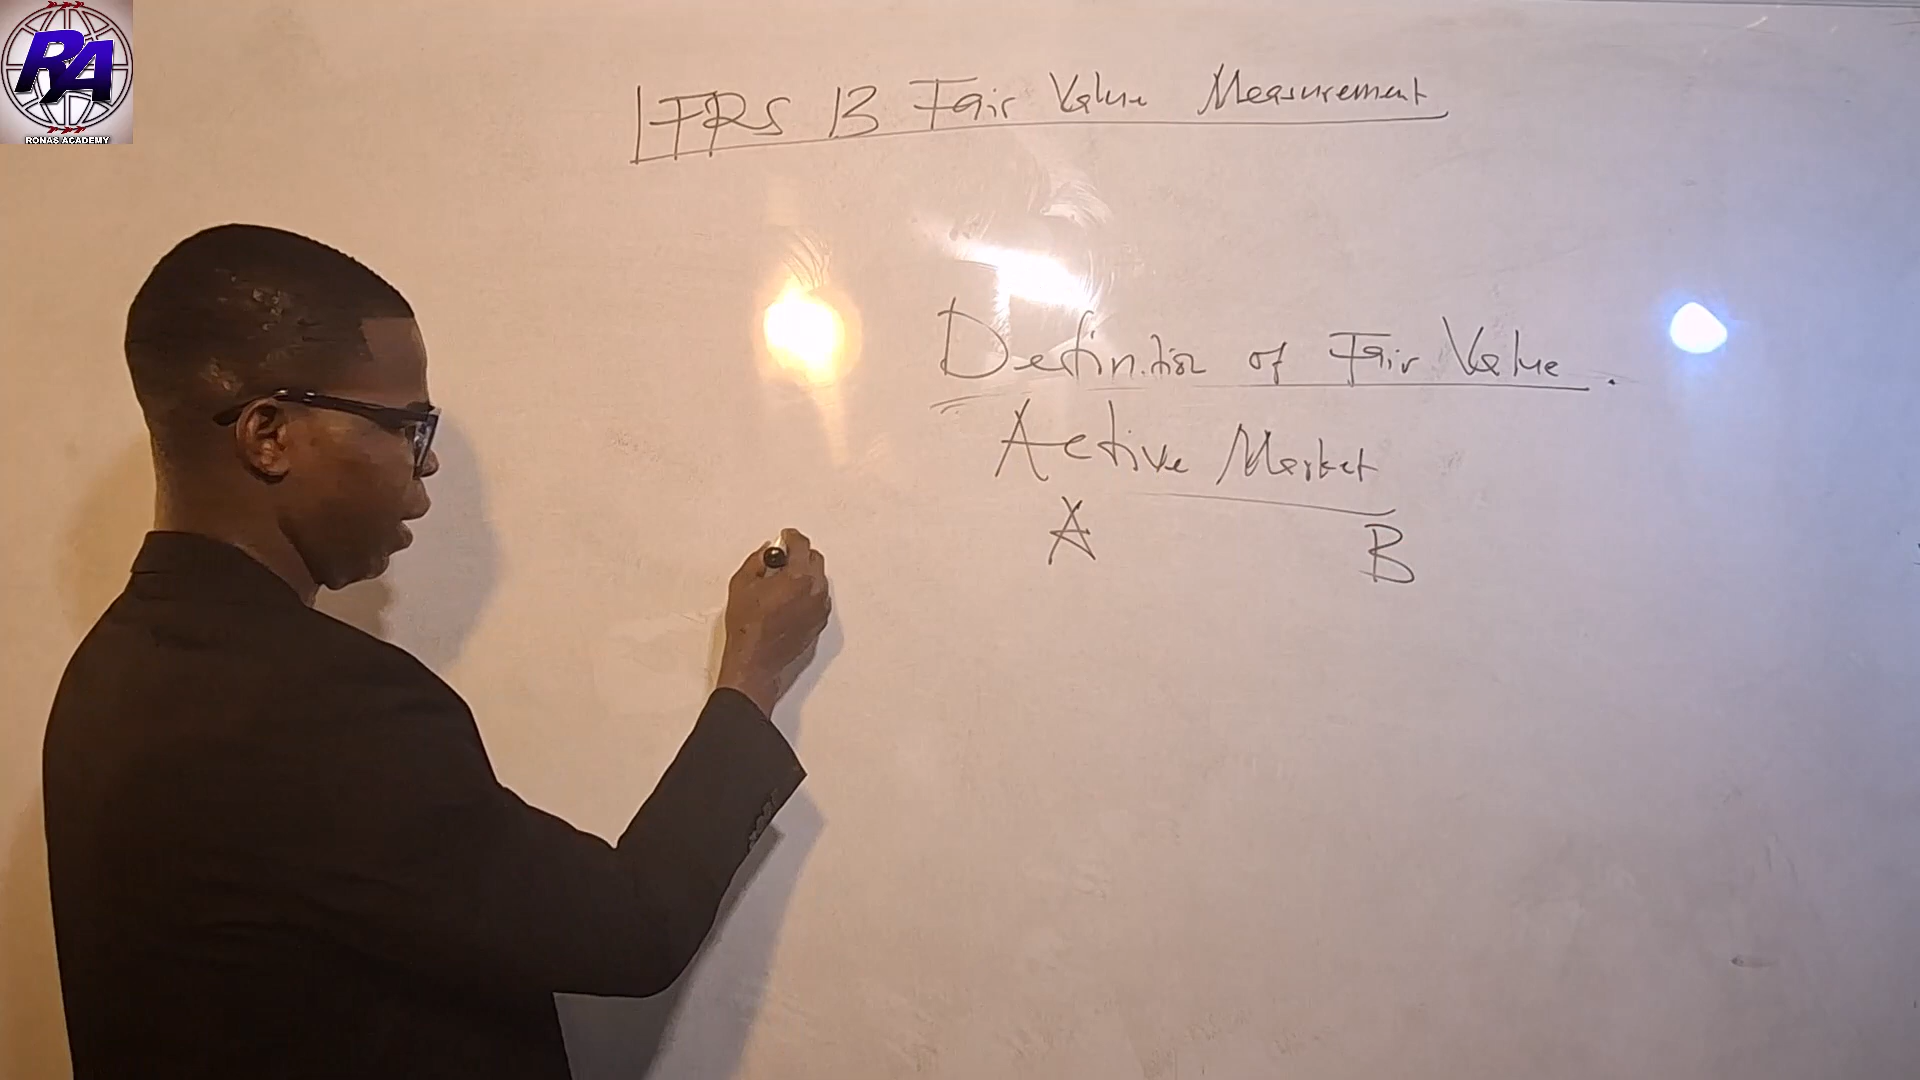 RA
RONAS ACADEMY
IFRS 13 Fair Value Measurement
Definition of Fair Value.
Active Market
A B